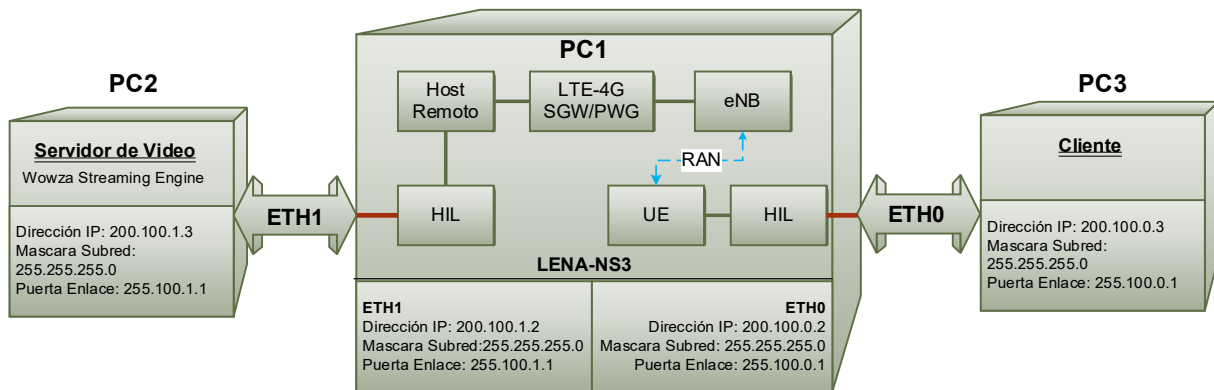 PC2
Servidor de Video
Wowza Streaming Engine
Dirección IP: 200.100.1.3
Mascara Subred:
255.255.255.0
Puerta Enlace: 255.100.1.1
ETH1
PC1
Host
Remoto
LTE-4G
SGW/PWG
eNB
RAN
HIL
UE
HIL
LENA-NS3
ETH1
Dirección IP: 200.100.1.2
Mascara Subred:255.255.255.0
Puerta Enlace: 255.100.1.1
ETH0
Dirección IP: 200.100.0.2
Mascara Subred: 255.255.255.0
Puerta Enlace: 255.100.0.1
ETH0
PC3
Cliente
Dirección IP: 200.100.0.3
Mascara Subred:
255.255.255.0
Puerta Enlace: 255.100.0.1